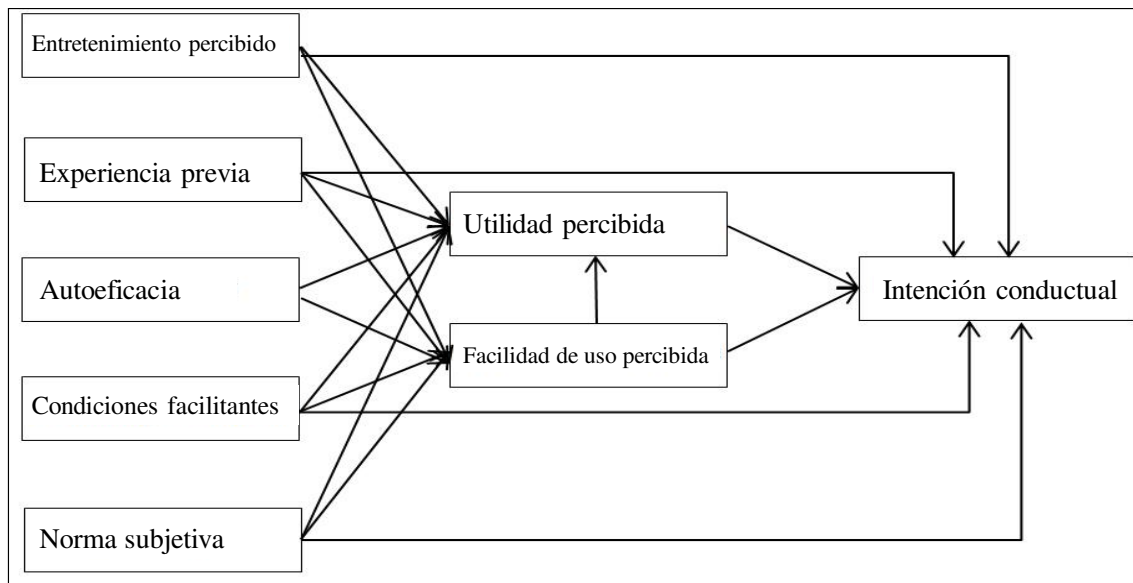 Entretenimiento percibido
Experiencia previa
Utilidad percibida
Autoeficacia
Intención conductual
Facilidad de uso percibida
Condiciones facilitantes
Norma subjetiva